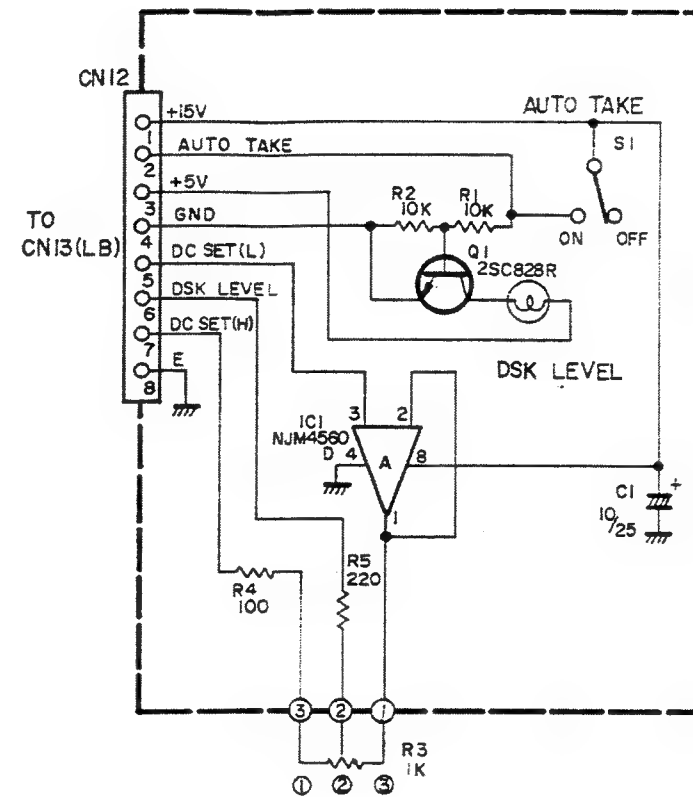 CN12
TO
CN13(LB)
+15V
1
AUTO TAKE
2
+5V
3
GND
4
DC SET(L)
5
DSK LEVEL
6
DC SET(H)
7
E
8
AUTO TAKE
S1
ON
OFF
R2
10K
R1
10K
Q1
2SC828R
DSK LEVEL
IC1
NJM4560
D
3
2
4
A
8
1
C1
10/25
+
R4
100
R5
220
3
2
1
R3
1K
1
2
3